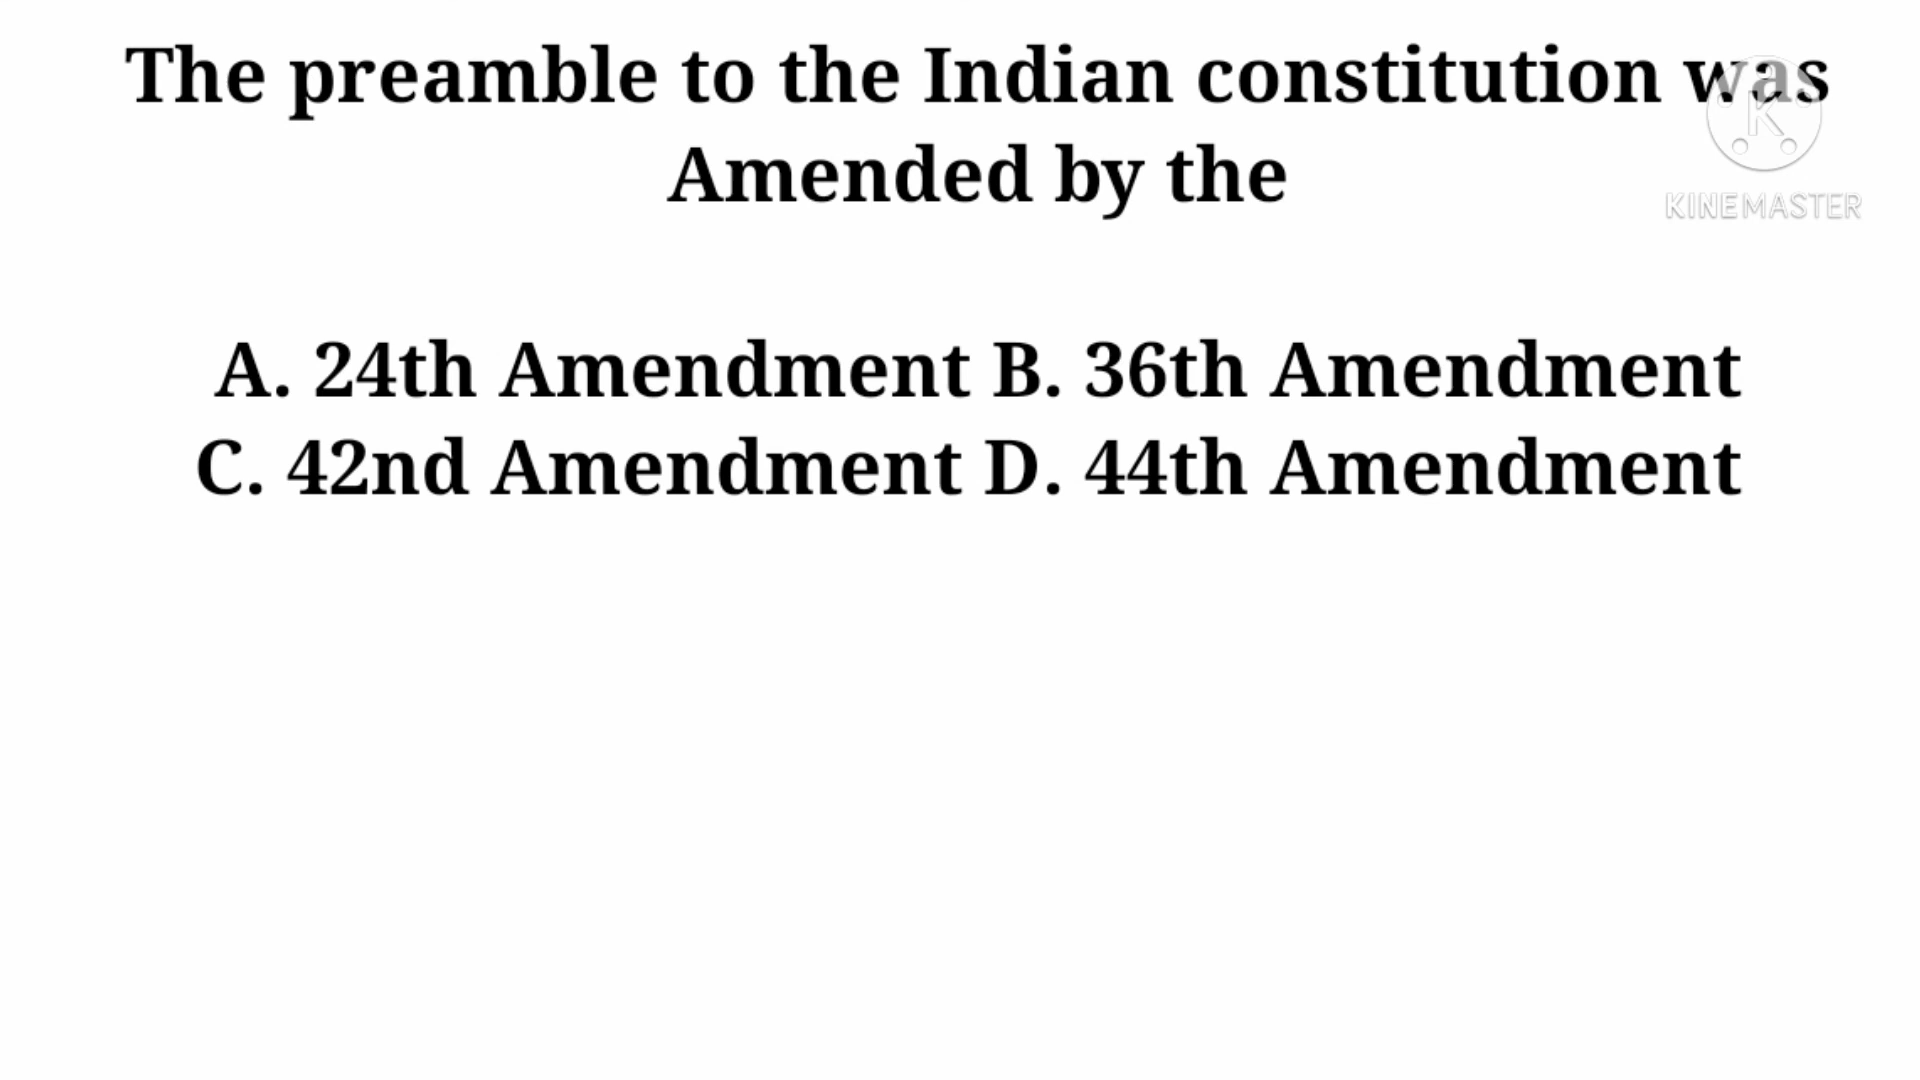 The preamble to the Indian constitution was
Amended by the
KINEMASTER
A. 24th Amendment B. 36th Amendment
C. 42nd Amendment D. 44th Amendment